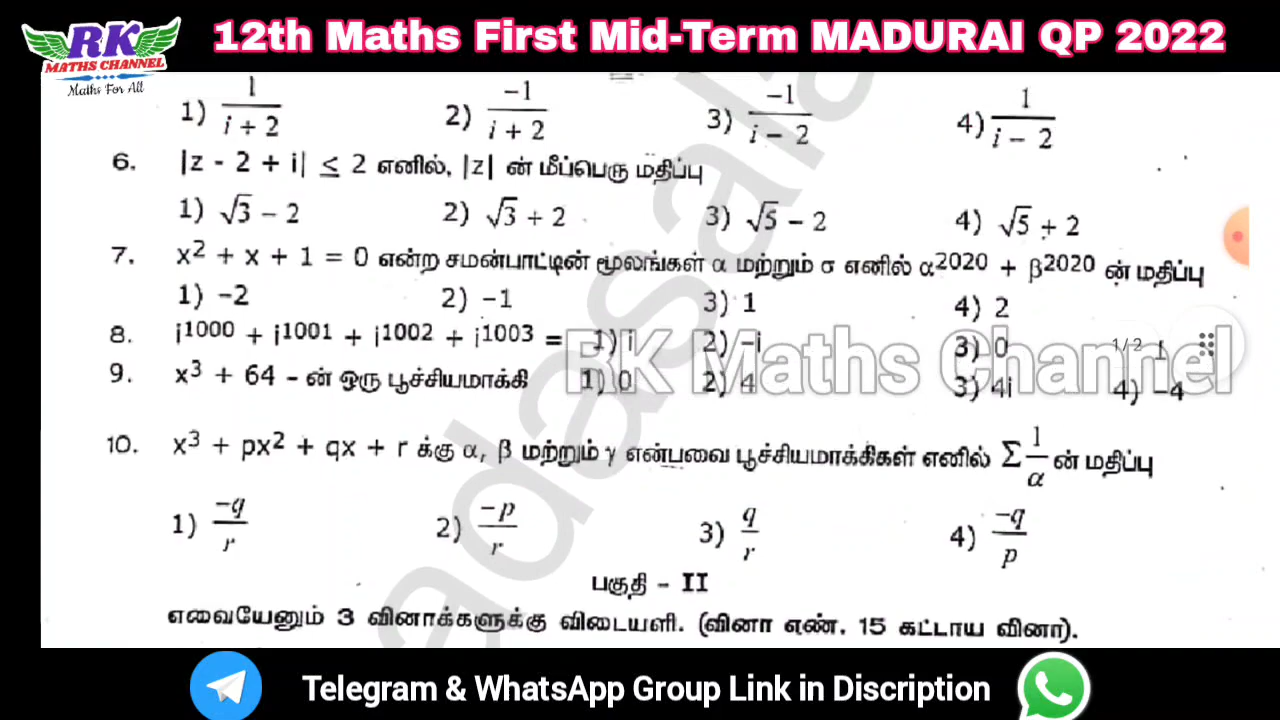 RK
MATHS CHANNEL
Maths For All
12th Maths First Mid-Term MADURAI QP 2022
1) 1/(i + 2) 2) -1/(i + 2) 3) -1/(i - 2) 4) 1/(i - 2)
6. |z - 2 + i| ≤ 2 எனில், |z| ன் மீப்பெரு மதிப்பு
1) √3 - 2 2) √3 + 2 3) √5 - 2 4) √5 + 2
7. x² + x + 1 = 0 என்ற சமன்பாட்டின் மூலங்கள் α மற்றும் σ எனில் α²⁰²⁰ + β²⁰²⁰ ன் மதிப்பு
1) -2 2) -1 3) 1 4) 2
8. i¹⁰⁰⁰ + i¹⁰⁰¹ + i¹⁰⁰² + i¹⁰⁰³ = 1) i 2) -i 3) 0 1/2 1
RK Maths Channel
9. x³ + 64 - ன் ஒரு பூச்சியமாக்கி 1) 0 2) 4 3) 4i 4) -4
10. x³ + px² + qx + r க்கு α, β மற்றும் γ என்பவை பூச்சியமாக்கிகள் எனில் Σ 1/α ன் மதிப்பு
1) -q/r 2) -p/r 3) q/r 4) -q/p
பகுதி - II
எவையேனும் 3 வினாக்களுக்கு விடையளி. (வினா எண். 15 கட்டாய வினா).
Telegram & WhatsApp Group Link in Discription